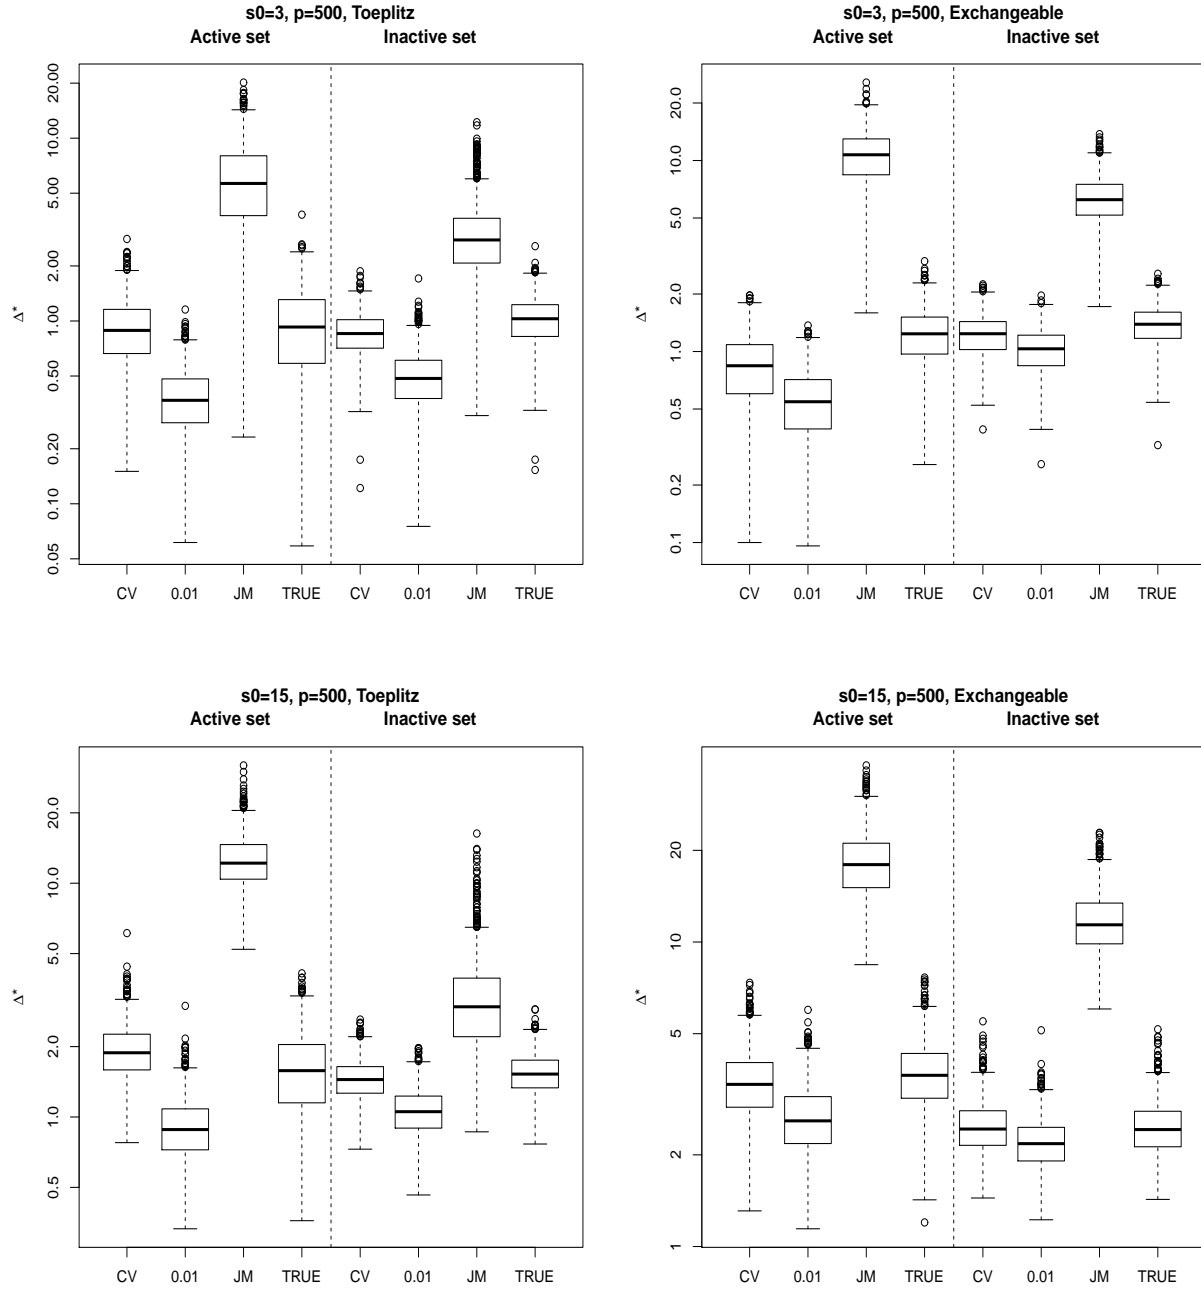 s0=3, p=500, Toeplitz
Active set Inactive set
Δ*
20.00
10.00
5.00
2.00
1.00
0.50
0.20
0.10
0.05
CV 0.01 JM TRUE CV 0.01 JM TRUE
s0=3, p=500, Exchangeable
Active set Inactive set
Δ*
20.0
10.0
5.0
2.0
1.0
0.5
0.2
0.1
CV 0.01 JM TRUE CV 0.01 JM TRUE
s0=15, p=500, Toeplitz
Active set Inactive set
Δ*
20.0
10.0
5.0
2.0
1.0
0.5
CV 0.01 JM TRUE CV 0.01 JM TRUE
s0=15, p=500, Exchangeable
Active set Inactive set
Δ*
20
10
5
2
1
CV 0.01 JM TRUE CV 0.01 JM TRUE